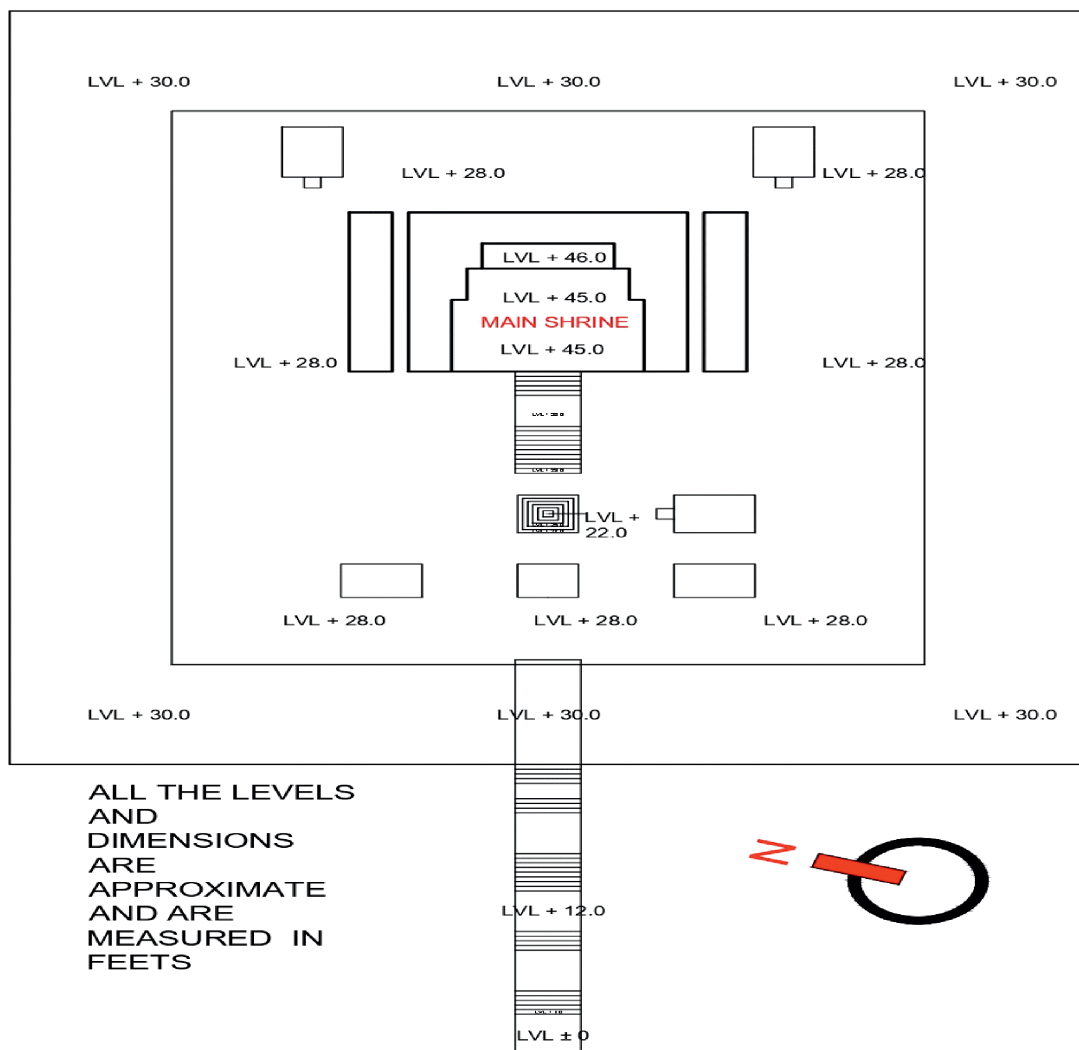 LVL + 30.0 LVL + 30.0 LVL + 30.0
LVL + 28.0 LVL + 28.0
LVL + 46.0
LVL + 45.0
MAIN SHRINE
LVL + 45.0
LVL + 28.0 LVL + 28.0
LVL +
22.0
LVL + 28.0 LVL + 28.0 LVL + 28.0
LVL + 30.0 LVL + 30.0 LVL + 30.0
ALL THE LEVELS
AND
DIMENSIONS
ARE
APPROXIMATE
AND ARE
MEASURED IN
FEETS
N
LVL + 12.0
LVL ± 0